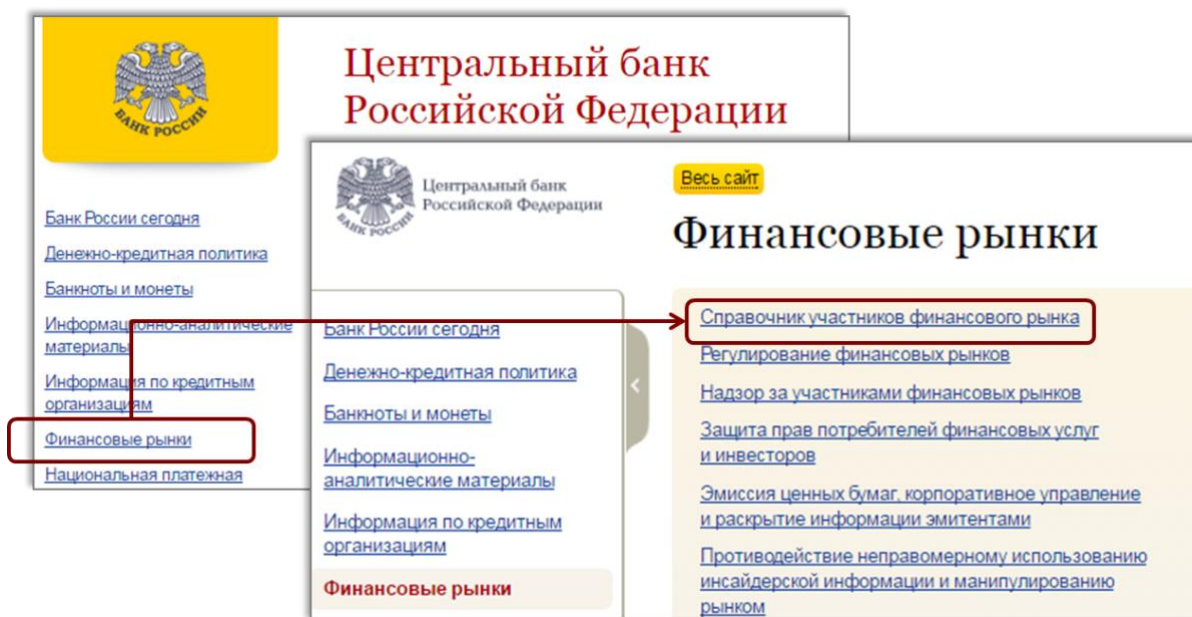 БАНК РОССИИ
Центральный банк
Российской Федерации
Банк России сегодня
Денежно-кредитная политика
Банкноты и монеты
Информационно-аналитические
материалы
Информация по кредитным
организациям
Финансовые рынки
Национальная платежная
БАНК РОССИИ
Центральный банк
Российской Федерации
Весь сайт
Финансовые рынки
Банк России сегодня
Денежно-кредитная политика
Банкноты и монеты
Информационно-
аналитические материалы
Информация по кредитным
организациям
Финансовые рынки
Справочник участников финансового рынка
Регулирование финансовых рынков
Надзор за участниками финансовых рынков
Защита прав потребителей финансовых услуг
и инвесторов
Эмиссия ценных бумаг, корпоративное управление
и раскрытие информации эмитентами
Противодействие неправомерному использованию
инсайдерской информации и манипулированию
рынком